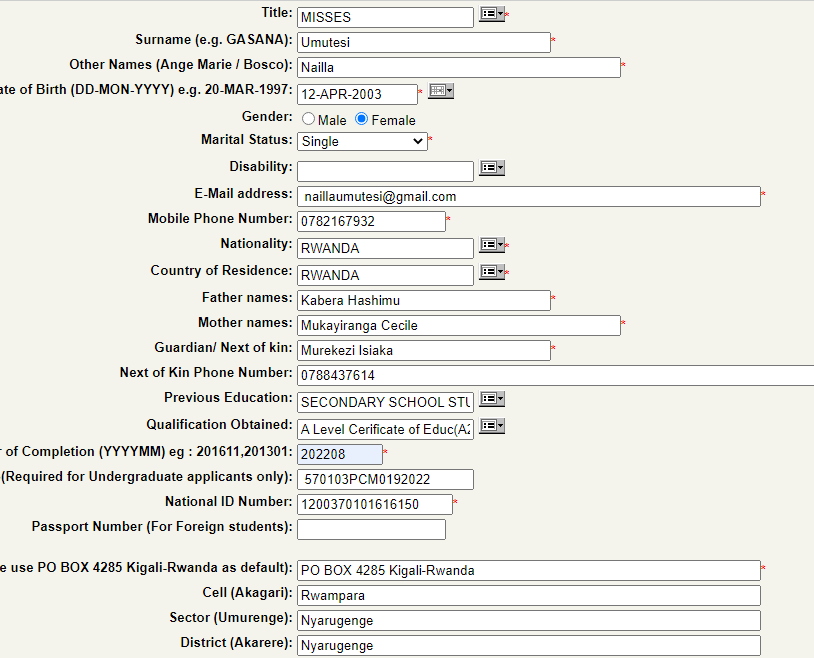 Title: MISSES *
Surname (e.g. GASANA): Umutesi *
Other Names (Ange Marie / Bosco): Nailla *
ate of Birth (DD-MON-YYYY) e.g. 20-MAR-1997: 12-APR-2003 *
Gender: Male Female
Marital Status: Single *
Disability:
E-Mail address: naillaumutesi@gmail.com *
Mobile Phone Number: 0782167932 *
Nationality: RWANDA *
Country of Residence: RWANDA *
Father names: Kabera Hashimu *
Mother names: Mukayiranga Cecile *
Guardian/ Next of kin: Murekezi Isiaka *
Next of Kin Phone Number: 0788437614
Previous Education: SECONDARY SCHOOL STU
Qualification Obtained: A Level Cerificate of Educ(A2
r of Completion (YYYYMM) eg : 201611,201301: 202208 *
(Required for Undergraduate applicants only): 570103PCM0192022
National ID Number: 1200370101616150 *
Passport Number (For Foreign students):
e use PO BOX 4285 Kigali-Rwanda as default): PO BOX 4285 Kigali-Rwanda *
Cell (Akagari): Rwampara
Sector (Umurenge): Nyarugenge
District (Akarere): Nyarugenge